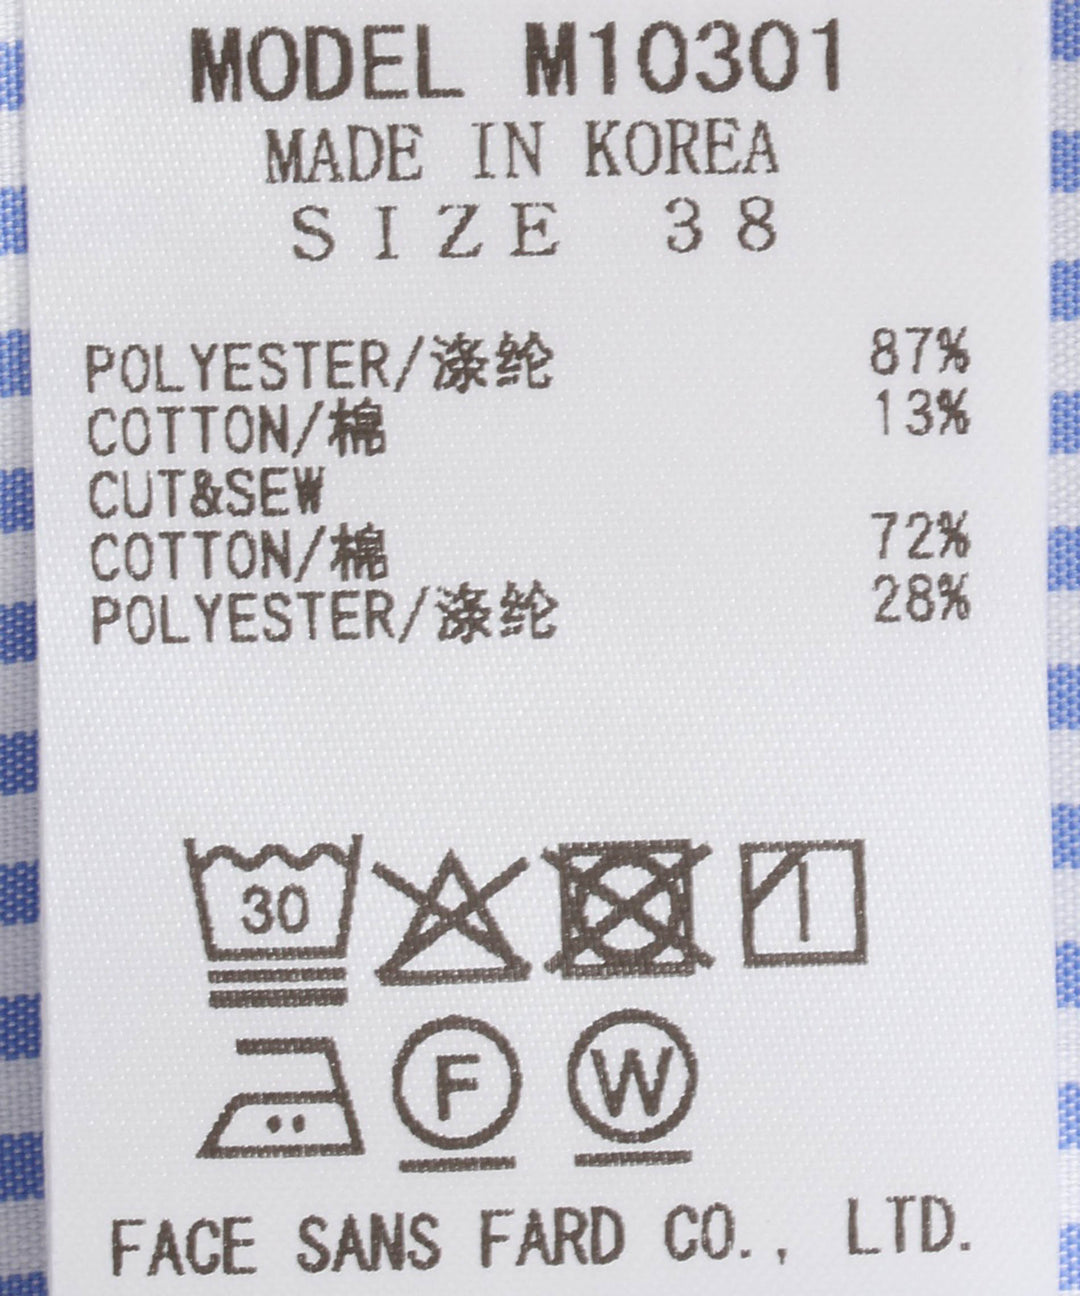 MODEL M10301
MADE IN KOREA
SIZE 38
POLYESTER/涤纶 87%
COTTON/棉 13%
CUT&SEW
COTTON/棉 72%
POLYESTER/涤纶 28%
30
F W
FACE SANS FARD CO., LTD.